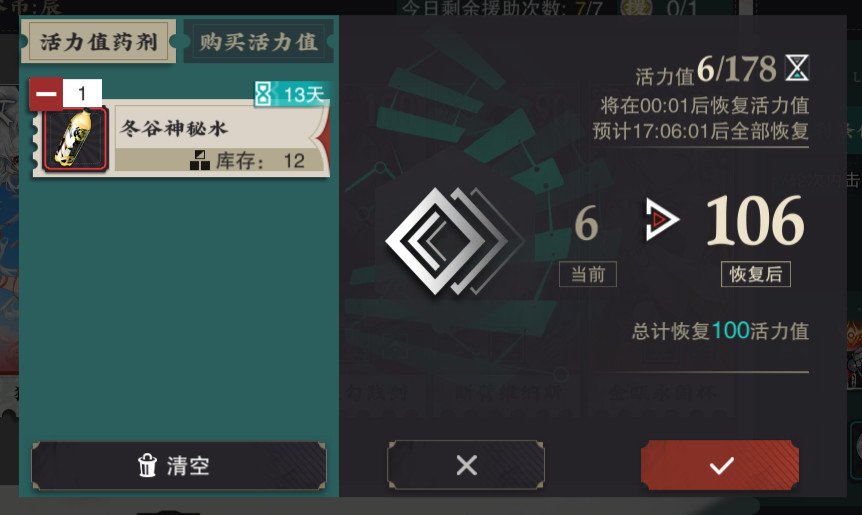 今日剩余援助次数: 7/7
援 0/1
活力值药剂
购买活力值
1
13天
冬谷神秘水
库存: 12
清空
活力值6/178
将在00:01后恢复活力值
预计17:06:01后全部恢复
6
106
当前
恢复后
总计恢复100活力值